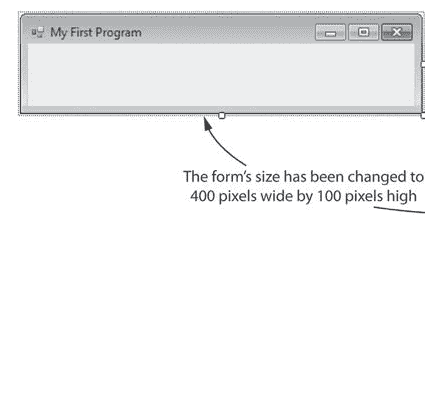 My First Program
The form's size has been changed to
400 pixels wide by 100 pixels high